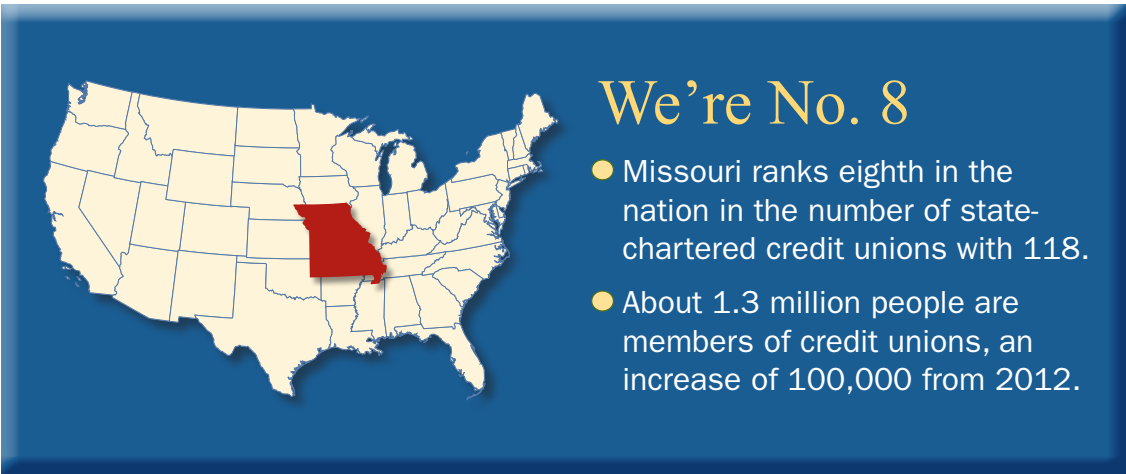 We’re No. 8
Missouri ranks eighth in the
nation in the number of state-
chartered credit unions with 118.
About 1.3 million people are
members of credit unions, an
increase of 100,000 from 2012.